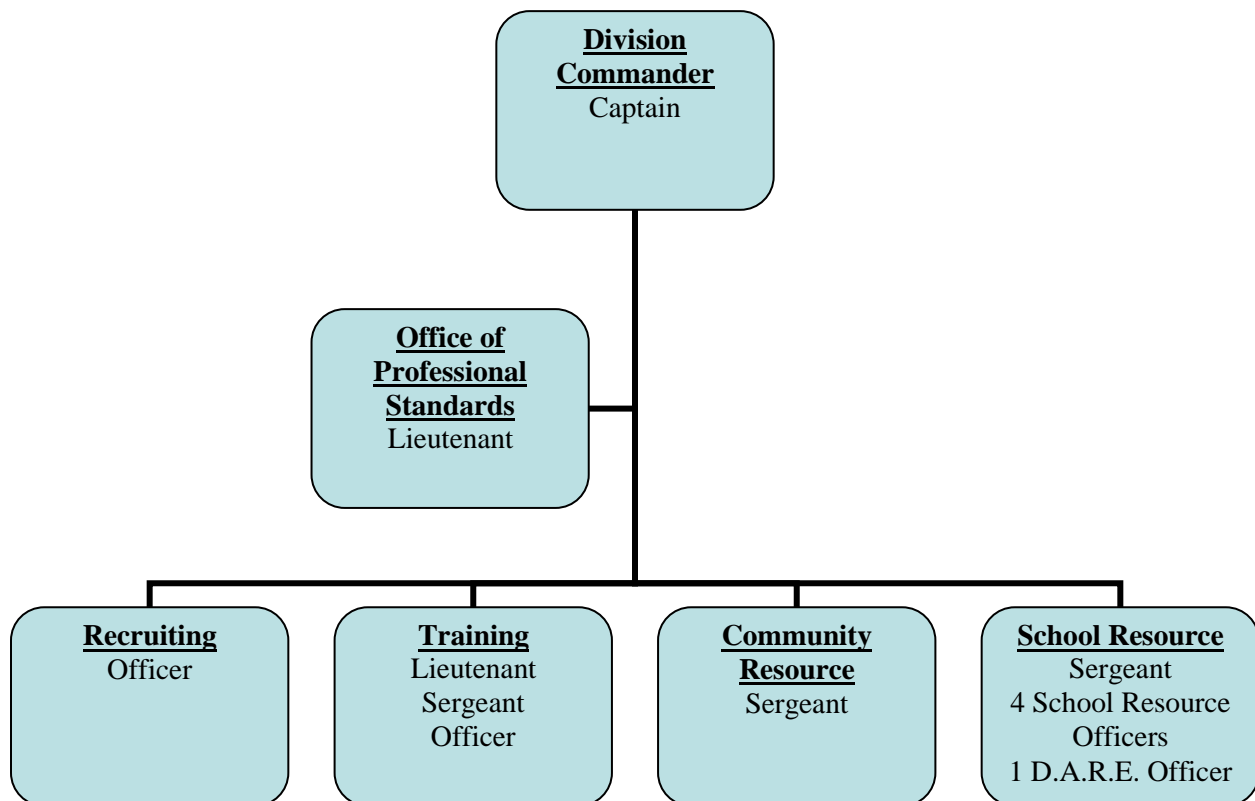 Division
Commander
Captain
Office of
Professional
Standards
Lieutenant
Recruiting
Officer
Training
Lieutenant
Sergeant
Officer
Community
Resource
Sergeant
School Resource
Sergeant
4 School Resource
Officers
1 D.A.R.E. Officer